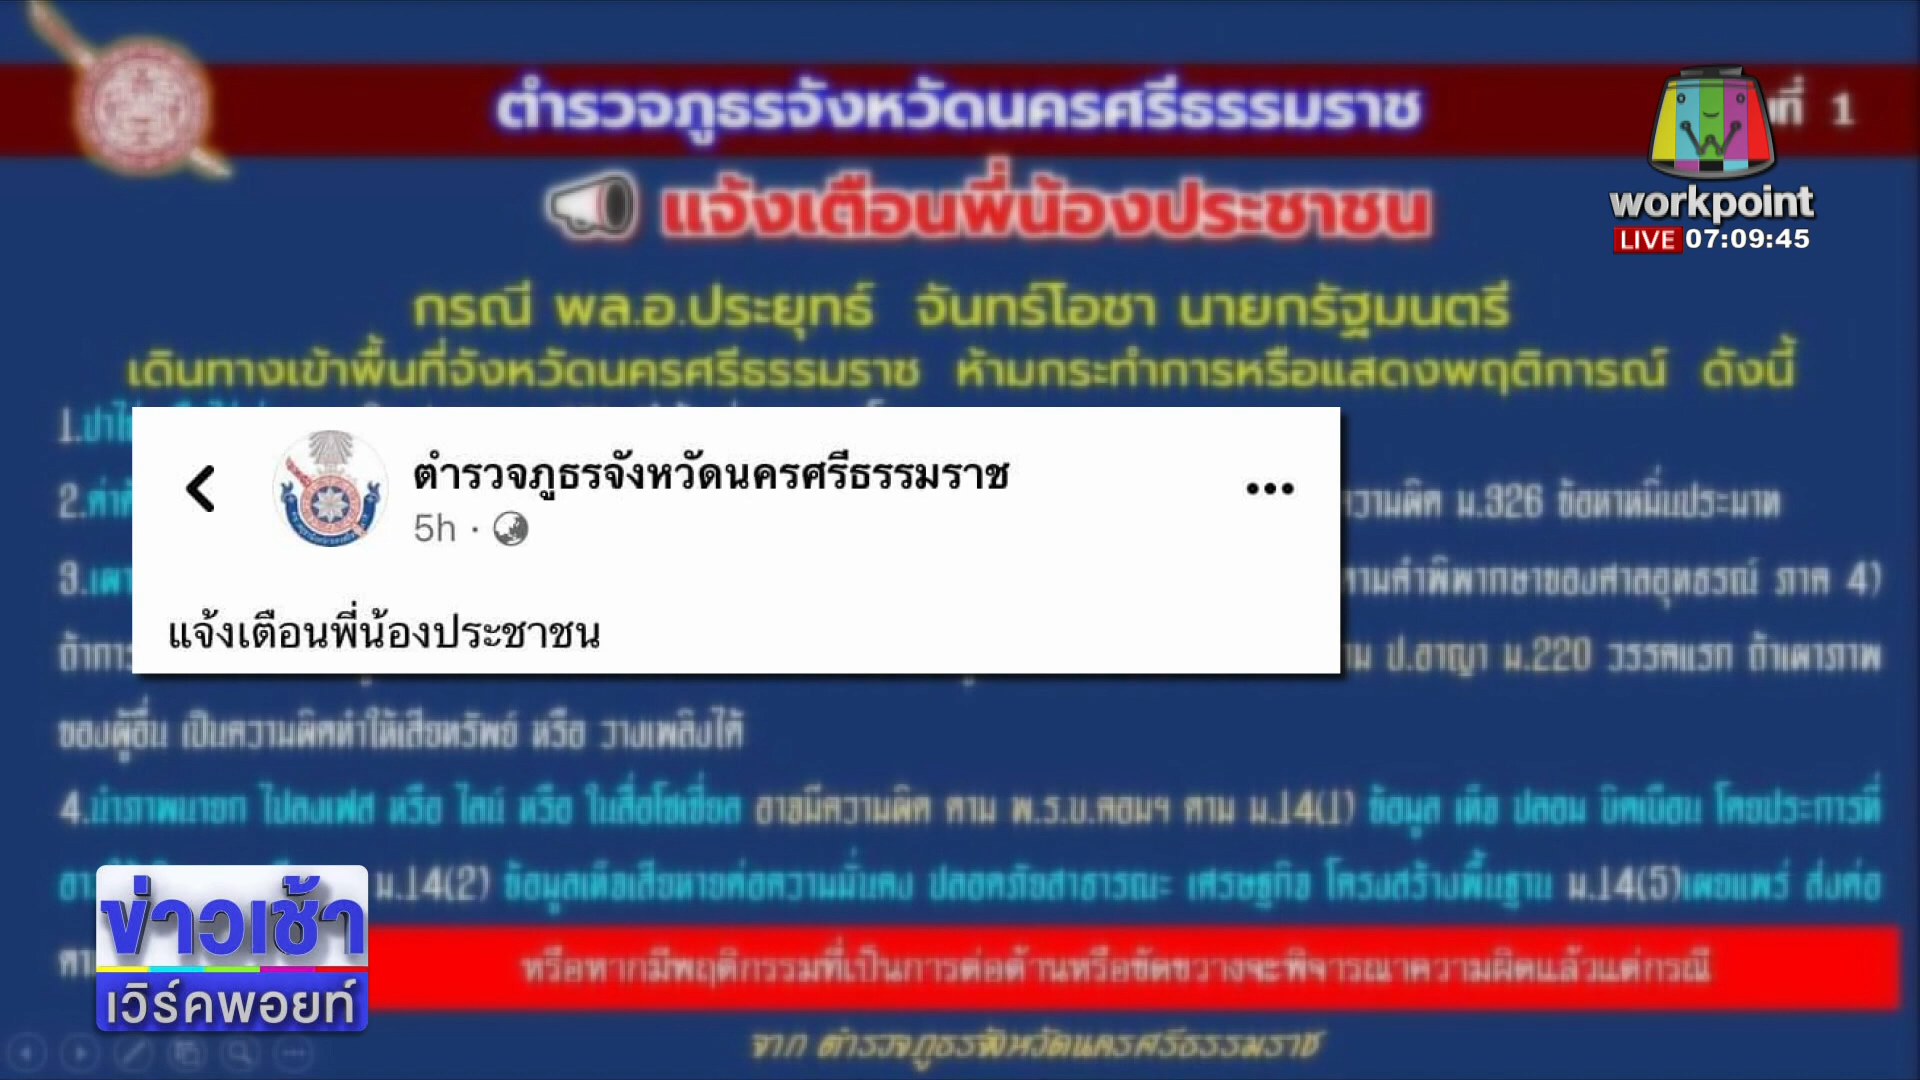 ตำรวจภูธรจังหวัดนครศรีธรรมราช
ที่ 1
workpoint
LIVE 07:09:45
แจ้งเตือนพี่น้องประชาชน
กรณี พล.อ.ประยุทธ์ จันทร์โอชา นายกรัฐมนตรี
เดินทางเข้าพื้นที่จังหวัดนครศรีธรรมราช ห้ามกระทำการหรือแสดงพฤติการณ์ ดังนี้
1.ปาไข่
ตำรวจภูธรจังหวัดนครศรีธรรมราช
5h ·
แจ้งเตือนพี่น้องประชาชน
2.
ความผิด ม.326 ข้อหาหมิ่นประมาท
3.เผา
ตามคำพิพากษาของศาลอุทธรณ์ ภาค 4)
ถ้าการ
ป.อาญา ม.220 วรรคแรก ถ้าเผาภาพ
ของผู้อื่น เป็นความผิดทำให้เสียทรัพย์ หรือ วางเพลิงได้
4.นำภาพนายก ไปลงเฟส หรือ ไลน์ หรือ ในสื่อโซเชี่ยล อาจมีความผิด ตาม พ.ร.บ.คอมฯ ตาม ม.14(1) ข้อมูล เท็จ ปลอม บิดเบือน โดยประการที่
ม.14(2) ข้อมูลเท็จเสียหายต่อความมั่นคง ปลอดภัยสาธารณะ เศรษฐกิจ โครงสร้างพื้นฐาน ม.14(5)เผยแพร่ ส่งต่อ
หรือหากมีพฤติกรรมที่เป็นการต่อต้านหรือขัดขวางจะพิจารณาความผิดแล้วแต่กรณี
ข่าวเช้า
เวิร์คพอยท์
จาก ตำรวจภูธรจังหวัดนครศรีธรรมราช